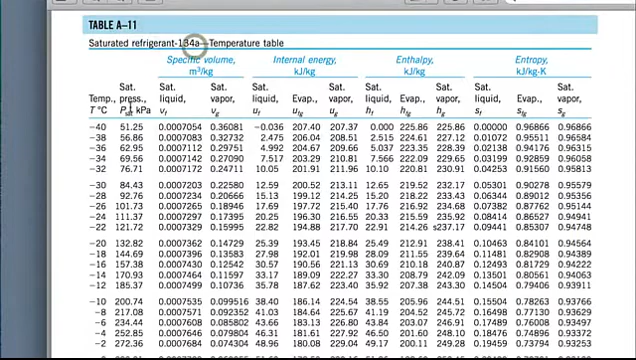 TABLE A–11
Saturated refrigerant-134a—Temperature table
Specific volume, Internal energy, Enthalpy, Entropy,
m³/kg kJ/kg kJ/kg kJ/kg·K
Sat. Sat. Sat. Sat. Sat. Sat. Sat. Sat. Sat.
Temp., press., liquid, vapor, liquid, Evap., vapor, liquid, Evap., vapor, liquid, Evap., vapor,
T °C P sat kPa vf vg uf ufg ug hf hfg hg sf sfg sg
−40 51.25 0.0007054 0.36081 −0.036 207.40 207.37 0.000 225.86 225.86 0.00000 0.96866 0.96866
−38 56.86 0.0007083 0.32732 2.475 206.04 208.51 2.515 224.61 227.12 0.01072 0.95511 0.96584
−36 62.95 0.0007112 0.29751 4.992 204.67 209.66 5.037 223.35 228.39 0.02138 0.94176 0.96315
−34 69.56 0.0007142 0.27090 7.517 203.29 210.81 7.566 222.09 229.65 0.03199 0.92859 0.96058
−32 76.71 0.0007172 0.24711 10.05 201.91 211.96 10.10 220.81 230.91 0.04253 0.91560 0.95813
−30 84.43 0.0007203 0.22580 12.59 200.52 213.11 12.65 219.52 232.17 0.05301 0.90278 0.95579
−28 92.76 0.0007234 0.20666 15.13 199.12 214.25 15.20 218.22 233.43 0.06344 0.89012 0.95356
−26 101.73 0.0007265 0.18946 17.69 197.72 215.40 17.76 216.92 234.68 0.07382 0.87762 0.95144
−24 111.37 0.0007297 0.17395 20.25 196.30 216.55 20.33 215.59 235.92 0.08414 0.86527 0.94941
−22 121.72 0.0007329 0.15995 22.82 194.88 217.70 22.91 214.26 s237.17 0.09441 0.85307 0.94748
−20 132.82 0.0007362 0.14729 25.39 193.45 218.84 25.49 212.91 238.41 0.10463 0.84101 0.94564
−18 144.69 0.0007396 0.13583 27.98 192.01 219.98 28.09 211.55 239.64 0.11481 0.82908 0.94389
−16 157.38 0.0007430 0.12542 30.57 190.56 221.13 30.69 210.18 240.87 0.12493 0.81729 0.94222
−14 170.93 0.0007464 0.11597 33.17 189.09 222.27 33.30 208.79 242.09 0.13501 0.80561 0.94063
−12 185.37 0.0007499 0.10736 35.78 187.62 223.40 35.92 207.38 243.30 0.14504 0.79406 0.93911
−10 200.74 0.0007535 0.099516 38.40 186.14 224.54 38.55 205.96 244.51 0.15504 0.78263 0.93766
−8 217.08 0.0007571 0.092352 41.03 184.64 225.67 41.19 204.52 245.72 0.16498 0.77130 0.93629
−6 234.44 0.0007608 0.085802 43.66 183.13 226.80 43.84 203.07 246.91 0.17489 0.76008 0.93497
−4 252.85 0.0007646 0.079804 46.31 181.61 227.92 46.50 201.60 248.10 0.18476 0.74896 0.93372
−2 272.36 0.0007684 0.074304 48.96 180.08 229.04 49.17 200.11 249.28 0.19459 0.73794 0.93253